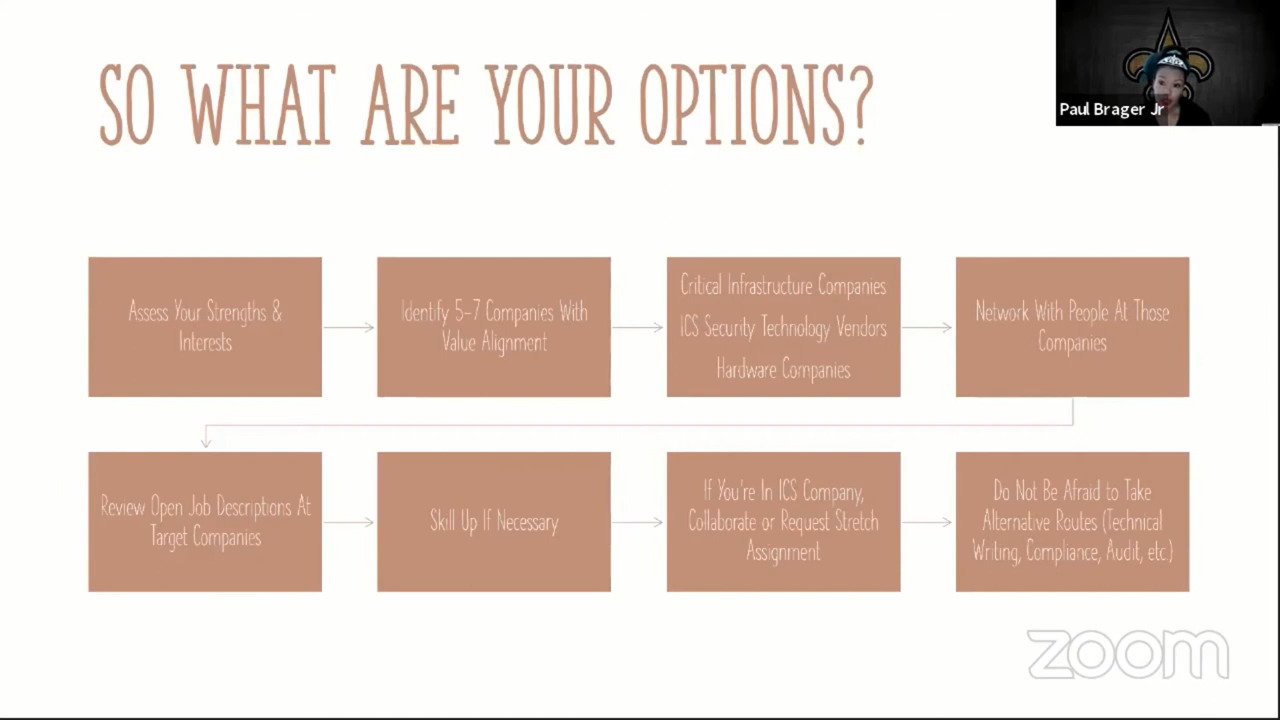 SO WHAT ARE YOUR OPTIONS?
Paul Brager Jr
Assess Your Strengths &
Interests
Identify 5-7 Companies With
Value Alignment
Critical Infrastructure Companies
ICS Security Technology Vendors
Hardware Companies
Network With People At Those
Companies
Review Open Job Descriptions At
Target Companies
Skill Up If Necessary
If You're In ICS Company,
Collaborate or Request Stretch
Assignment
Do Not Be Afraid to Take
Alternative Routes (Technical
Writing, Compliance, Audit, etc.)
zoom